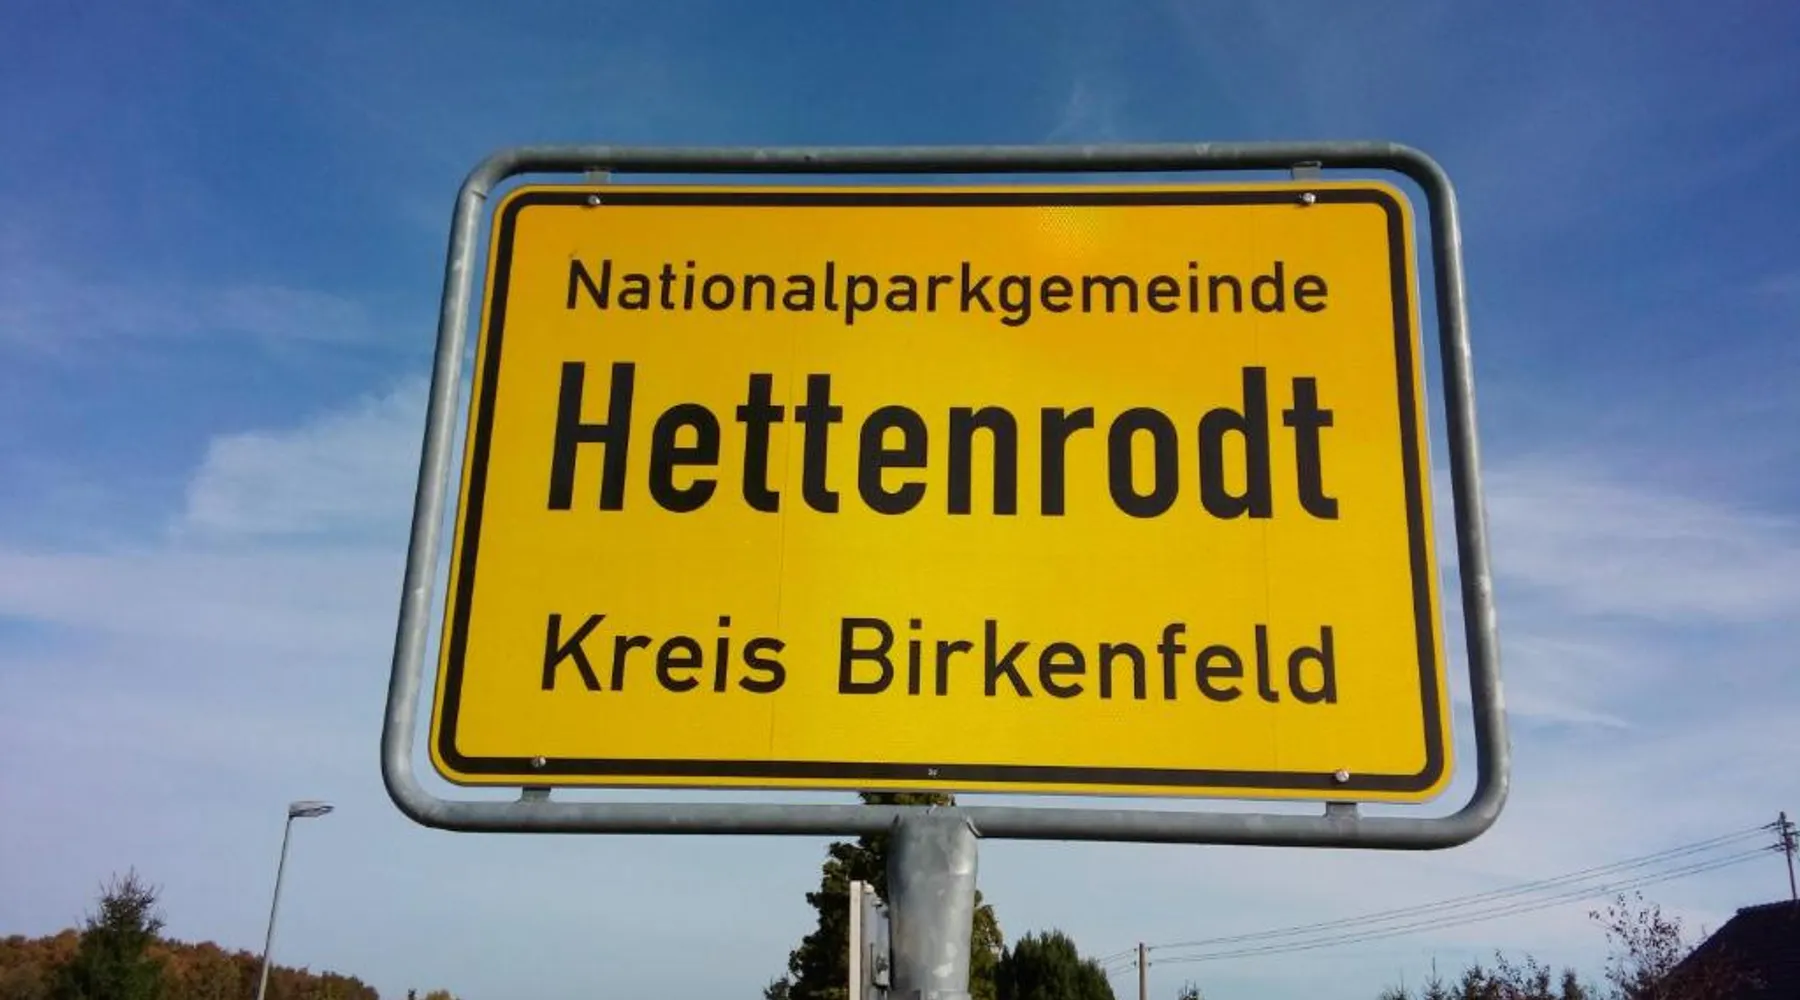 Nationalparkgemeinde
Hettenrodt
Kreis Birkenfeld